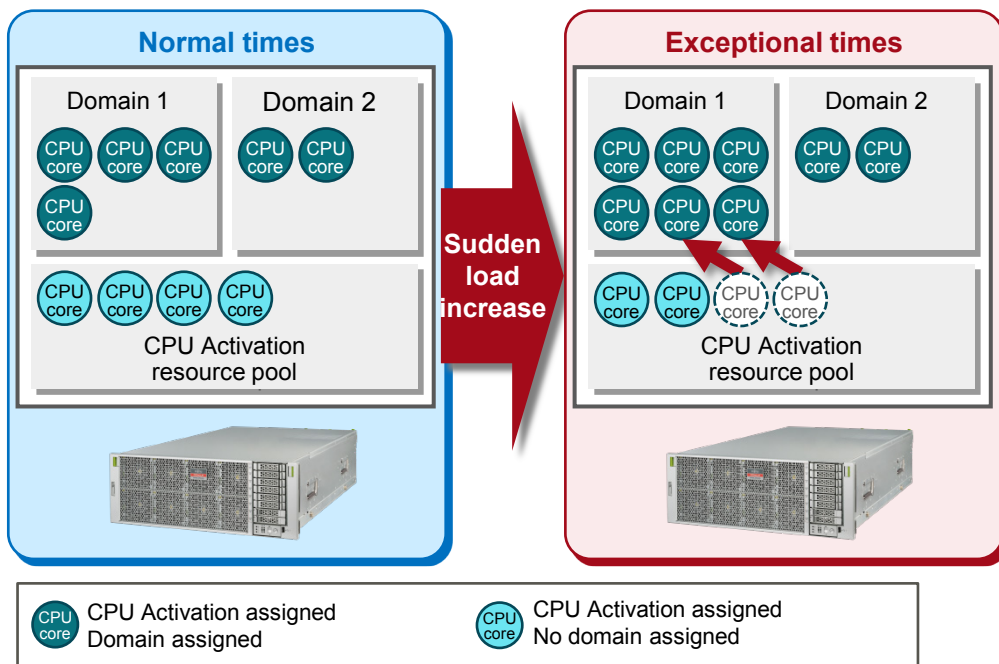 Normal times
Domain 1
Domain 2
CPU core
CPU core
CPU core
CPU core
CPU core
CPU core
CPU core
CPU core
CPU core
CPU core
CPU Activation
resource pool
Sudden
load
increase
Exceptional times
Domain 1
Domain 2
CPU core
CPU core
CPU core
CPU core
CPU core
CPU core
CPU core
CPU core
CPU core
CPU core
CPU core
CPU core
CPU Activation
resource pool
CPU core
CPU Activation assigned
Domain assigned
CPU core
CPU Activation assigned
No domain assigned